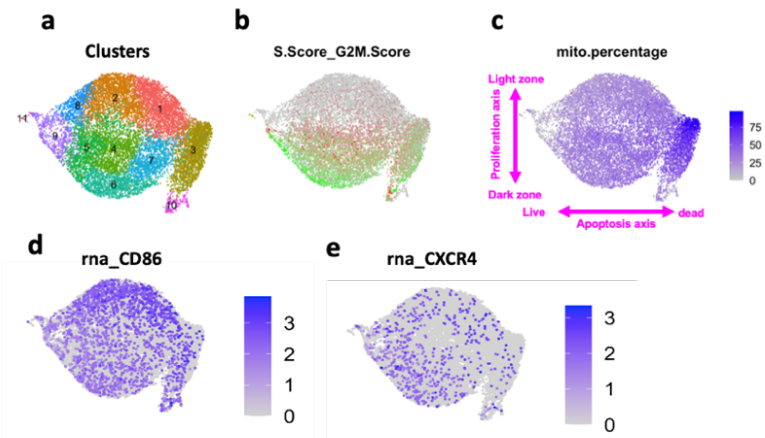 a
b
c
Clusters
S.Score_G2M.Score
mito.percentage
2
8
1
11
9
5
4
3
7
6
10
Light zone
Proliferation axis
Dark zone
Live
dead
Apoptosis axis
75
50
25
0
d
e
rna_CD86
rna_CXCR4
3
2
1
0
3
2
1
0